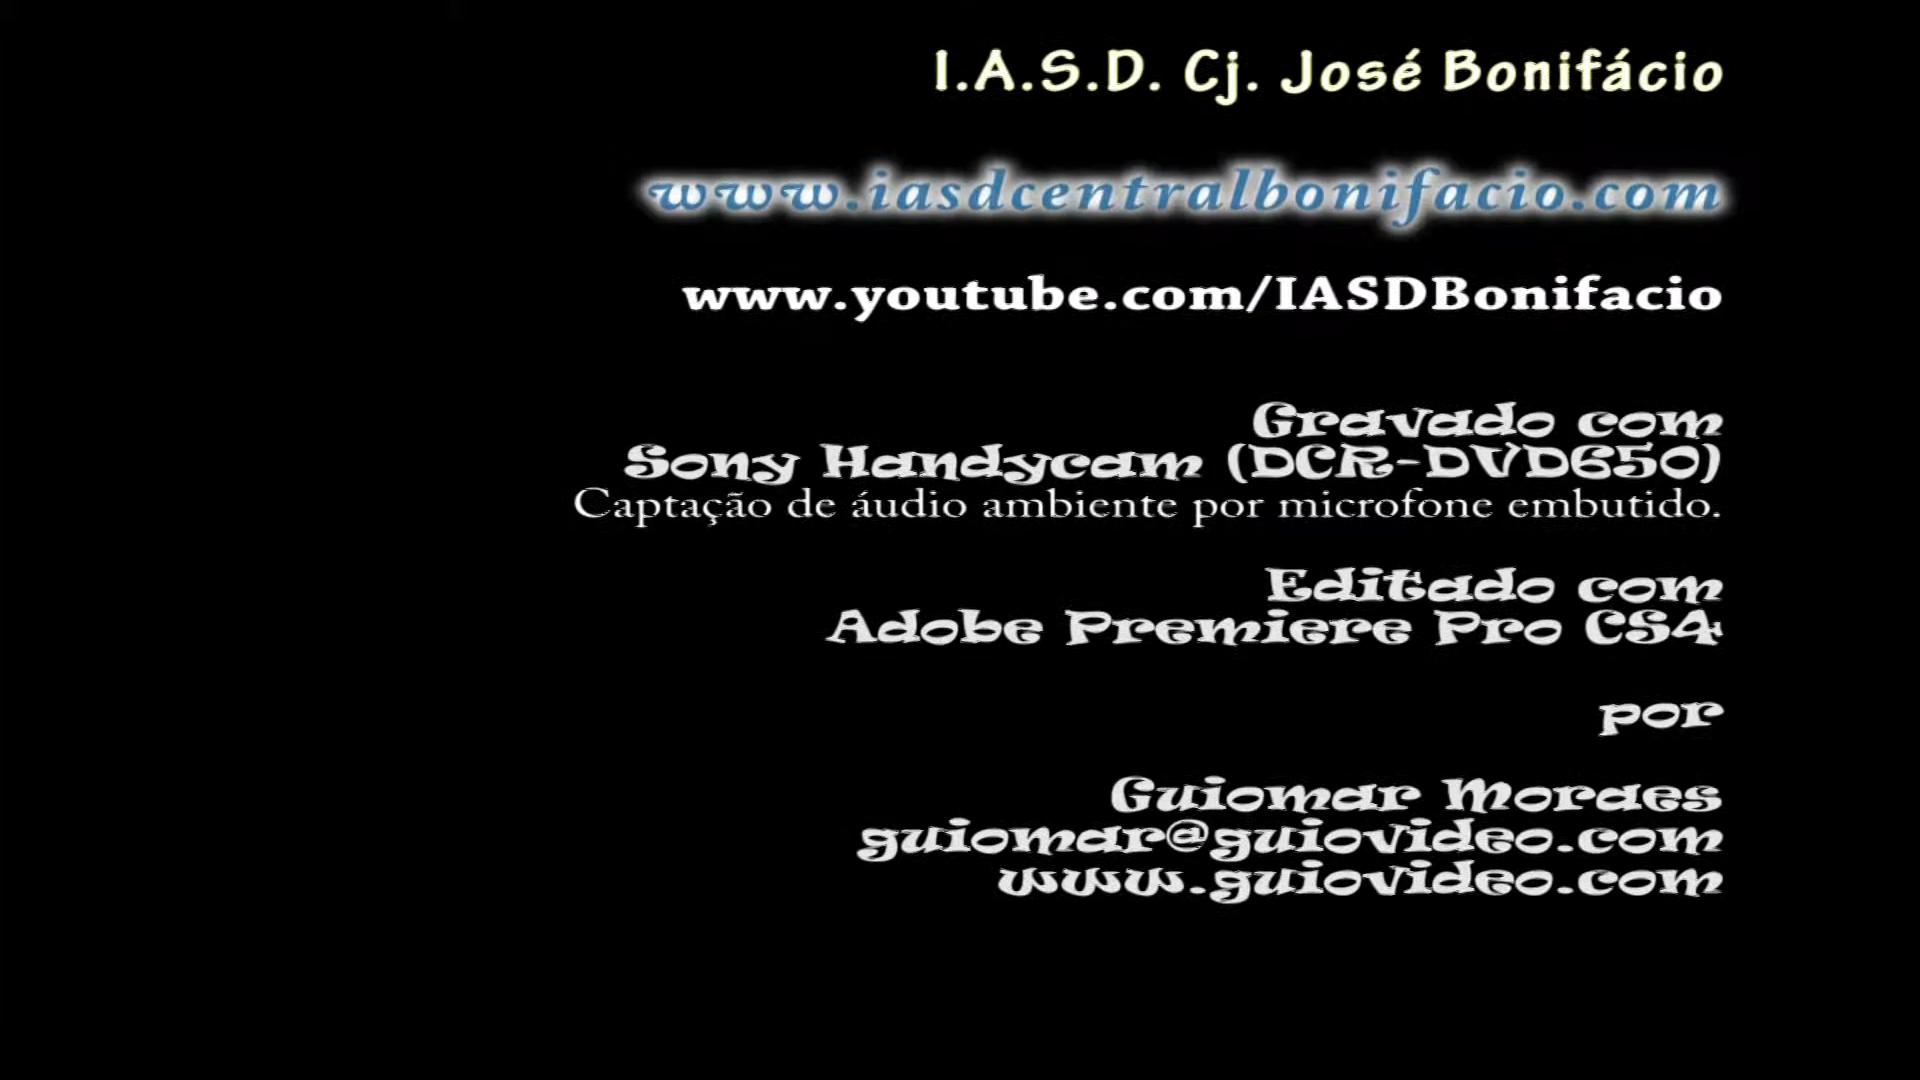 I.A.S.D. Cj. José Bonifácio
www.iasdcentralbonifacio.com
www.youtube.com/IASDBonifacio
Gravado com
Sony Handycam (DCR-DVD650)
Captação de áudio ambiente por microfone embutido.
Editado com
Adobe Premiere Pro CS4
por
Guiomar Moraes
guiomar@guiovideo.com
www.guiovideo.com